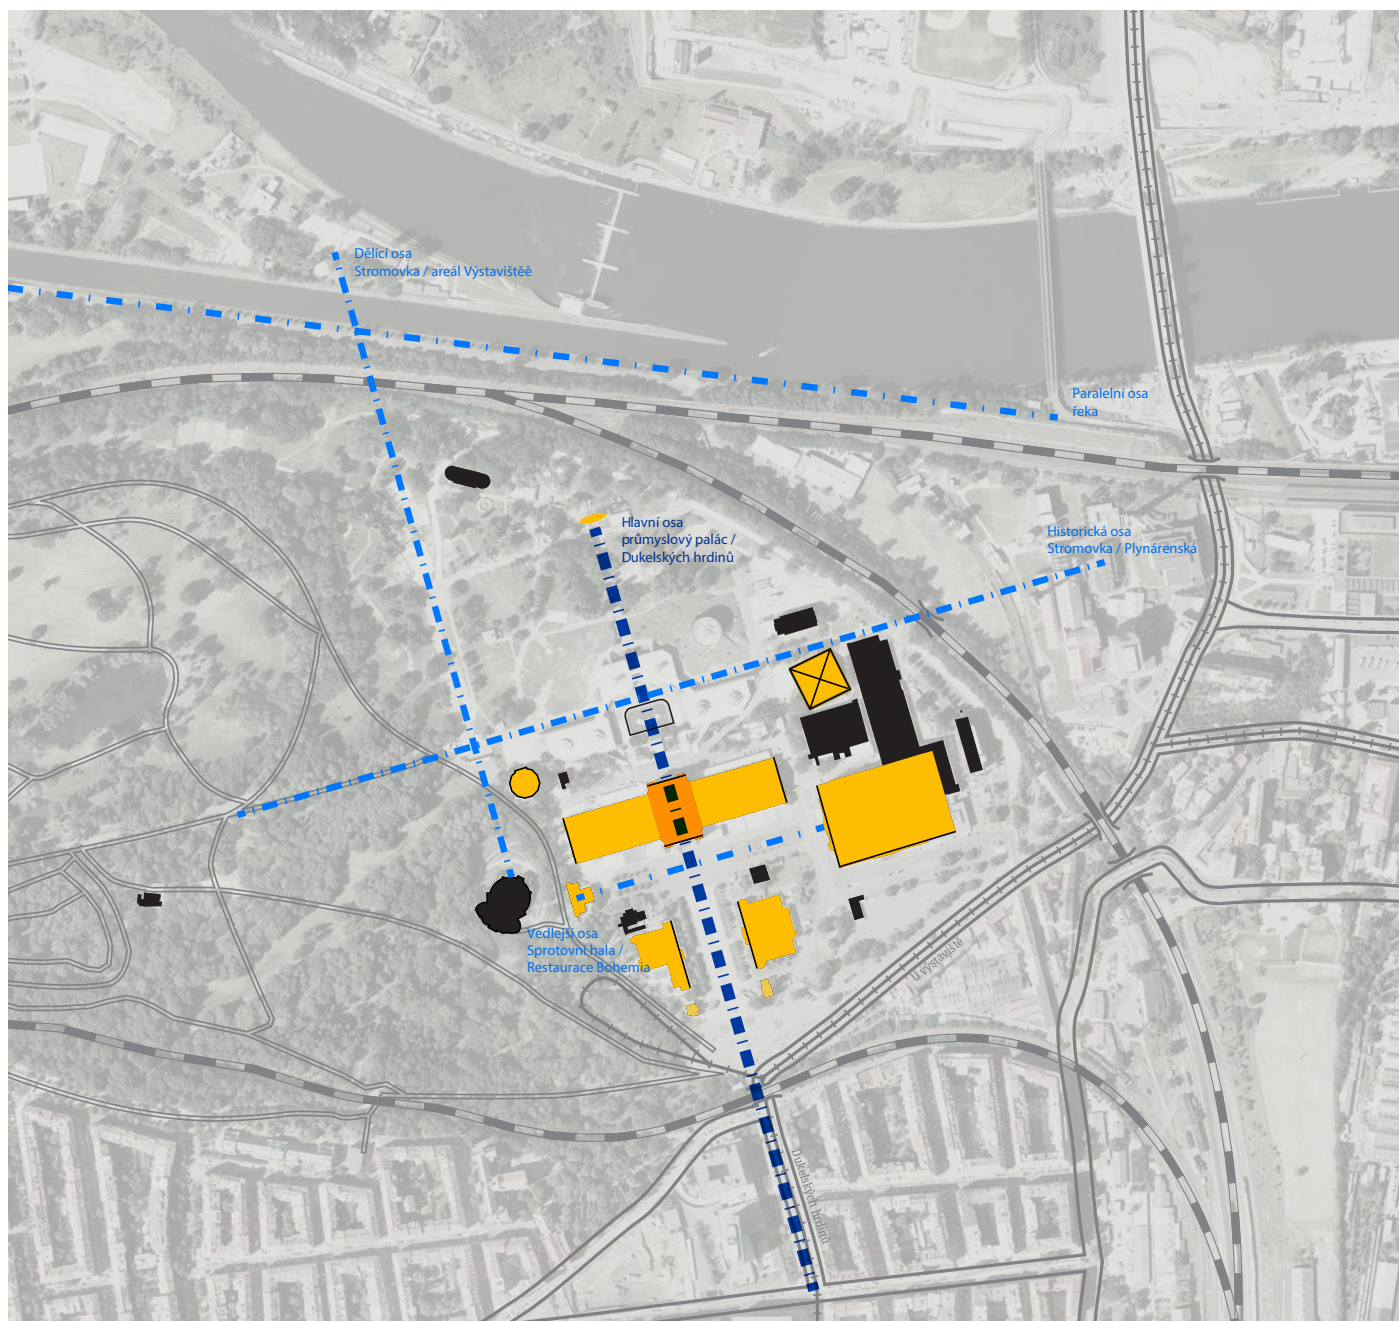 Dělící osa
Stromovka / areál Výstavištěě
Paralelní osa
řeka
Hlavní osa
průmyslový palác /
Dukelských hrdinů
Historická osa
Stromovka / Plynárenská
Vedlejší osa
Sprotovní hala /
Restaurace Bohemia
U výstaviště
Dukelských hrdinů